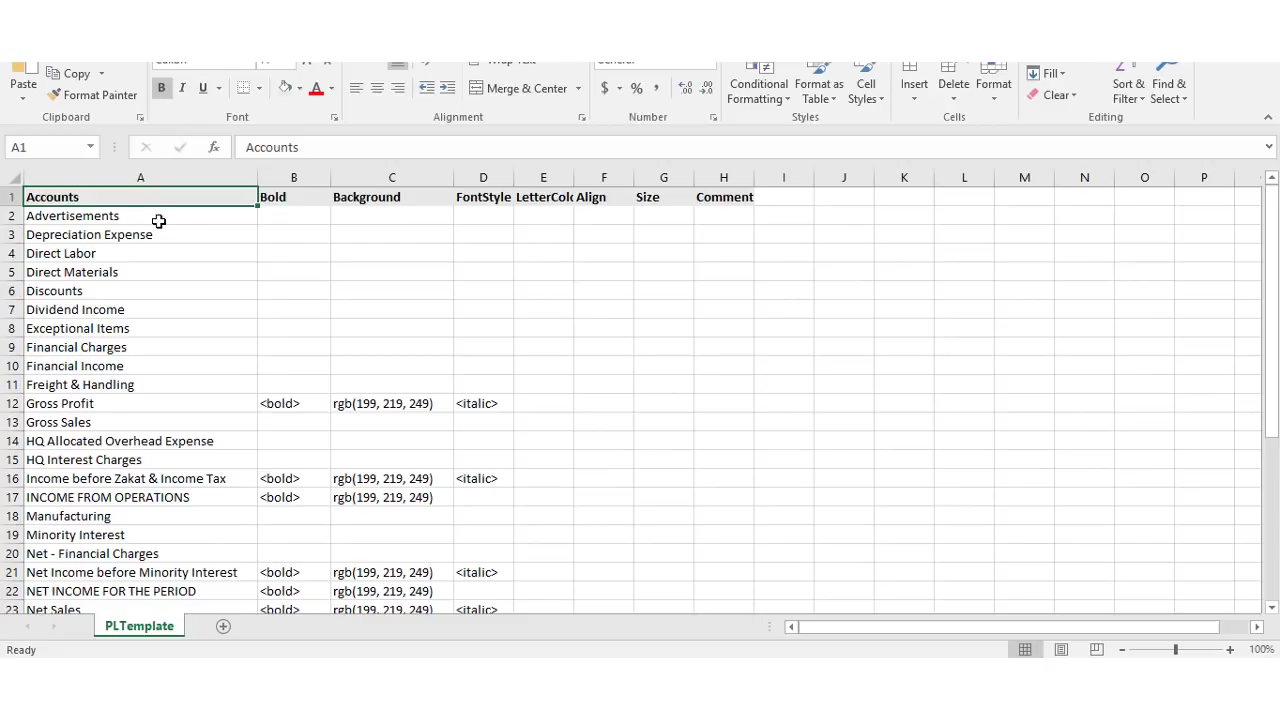 Copy
Format Painter
Paste
Clipboard
B I U A
Font
Merge & Center
Alignment
$ % ,
Number
Conditional
Formatting
Format as
Table
Cell
Styles
Styles
Insert
Delete
Format
Cells
Fill
Clear
Sort &
Filter
Find &
Select
Editing
A1 fx Accounts
A B C D E F G H I J K L M N O P
1 Accounts Bold Background FontStyle LetterColo Align Size Comment
2 Advertisements
3 Depreciation Expense
4 Direct Labor
5 Direct Materials
6 Discounts
7 Dividend Income
8 Exceptional Items
9 Financial Charges
10 Financial Income
11 Freight & Handling
12 Gross Profit <bold> rgb(199, 219, 249) <italic>
13 Gross Sales
14 HQ Allocated Overhead Expense
15 HQ Interest Charges
16 Income before Zakat & Income Tax <bold> rgb(199, 219, 249) <italic>
17 INCOME FROM OPERATIONS <bold> rgb(199, 219, 249)
18 Manufacturing
19 Minority Interest
20 Net - Financial Charges
21 Net Income before Minority Interest <bold> rgb(199, 219, 249) <italic>
22 NET INCOME FOR THE PERIOD <bold> rgb(199, 219, 249)
23 Net Sales <bold> rgb(199, 219, 249) <italic>
PLTemplate
Ready 100%